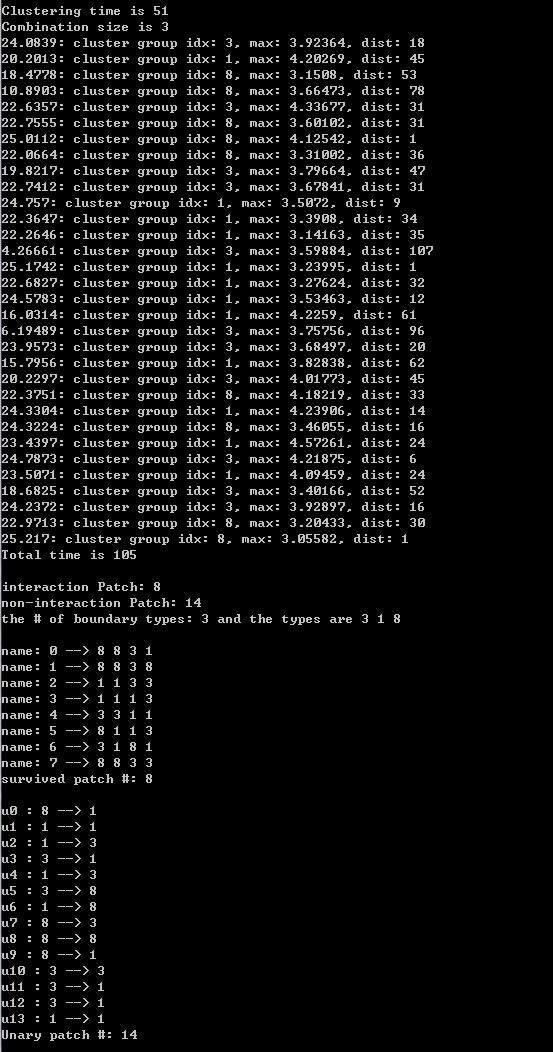 Clustering time is 51
Combination size is 3
24.0839: cluster group idx: 3, max: 3.92364, dist: 18
20.2013: cluster group idx: 1, max: 4.20269, dist: 45
18.4778: cluster group idx: 8, max: 3.1508, dist: 53
10.8903: cluster group idx: 8, max: 3.66473, dist: 78
22.6357: cluster group idx: 3, max: 4.33677, dist: 31
22.7555: cluster group idx: 8, max: 3.60102, dist: 31
25.0112: cluster group idx: 8, max: 4.12542, dist: 1
22.0664: cluster group idx: 8, max: 3.31002, dist: 36
19.8217: cluster group idx: 3, max: 3.79664, dist: 47
22.7412: cluster group idx: 3, max: 3.67841, dist: 31
24.757: cluster group idx: 1, max: 3.5072, dist: 9
22.3647: cluster group idx: 1, max: 3.3908, dist: 34
22.2646: cluster group idx: 1, max: 3.14163, dist: 35
4.26661: cluster group idx: 3, max: 3.59884, dist: 107
25.1742: cluster group idx: 1, max: 3.23995, dist: 1
22.6827: cluster group idx: 1, max: 3.27624, dist: 32
24.5783: cluster group idx: 1, max: 3.53463, dist: 12
16.0314: cluster group idx: 1, max: 4.2259, dist: 61
6.19489: cluster group idx: 3, max: 3.75756, dist: 96
23.9573: cluster group idx: 3, max: 3.68497, dist: 20
15.7956: cluster group idx: 1, max: 3.82838, dist: 62
20.2297: cluster group idx: 3, max: 4.01773, dist: 45
22.3751: cluster group idx: 8, max: 4.18219, dist: 33
24.3304: cluster group idx: 1, max: 4.23906, dist: 14
24.3224: cluster group idx: 8, max: 3.46055, dist: 16
23.4397: cluster group idx: 1, max: 4.57261, dist: 24
24.7873: cluster group idx: 3, max: 4.21875, dist: 6
23.5071: cluster group idx: 1, max: 4.09459, dist: 24
18.6825: cluster group idx: 3, max: 3.40166, dist: 52
24.2372: cluster group idx: 3, max: 3.92897, dist: 16
22.9713: cluster group idx: 8, max: 3.20433, dist: 30
25.217: cluster group idx: 8, max: 3.05582, dist: 1
Total time is 105
interaction Patch: 8
non-interaction Patch: 14
the # of boundary types: 3 and the types are 3 1 8
name: 0 --> 8 8 3 1
name: 1 --> 8 8 3 8
name: 2 --> 1 1 3 3
name: 3 --> 1 1 1 3
name: 4 --> 3 3 1 1
name: 5 --> 8 1 1 3
name: 6 --> 3 1 8 1
name: 7 --> 8 8 3 3
survived patch #: 8
u0 : 8 --> 1
u1 : 1 --> 1
u2 : 1 --> 3
u3 : 3 --> 1
u4 : 1 --> 3
u5 : 3 --> 8
u6 : 1 --> 8
u7 : 8 --> 3
u8 : 8 --> 8
u9 : 8 --> 1
u10 : 3 --> 3
u11 : 3 --> 1
u12 : 3 --> 1
u13 : 1 --> 1
Unary patch #: 14